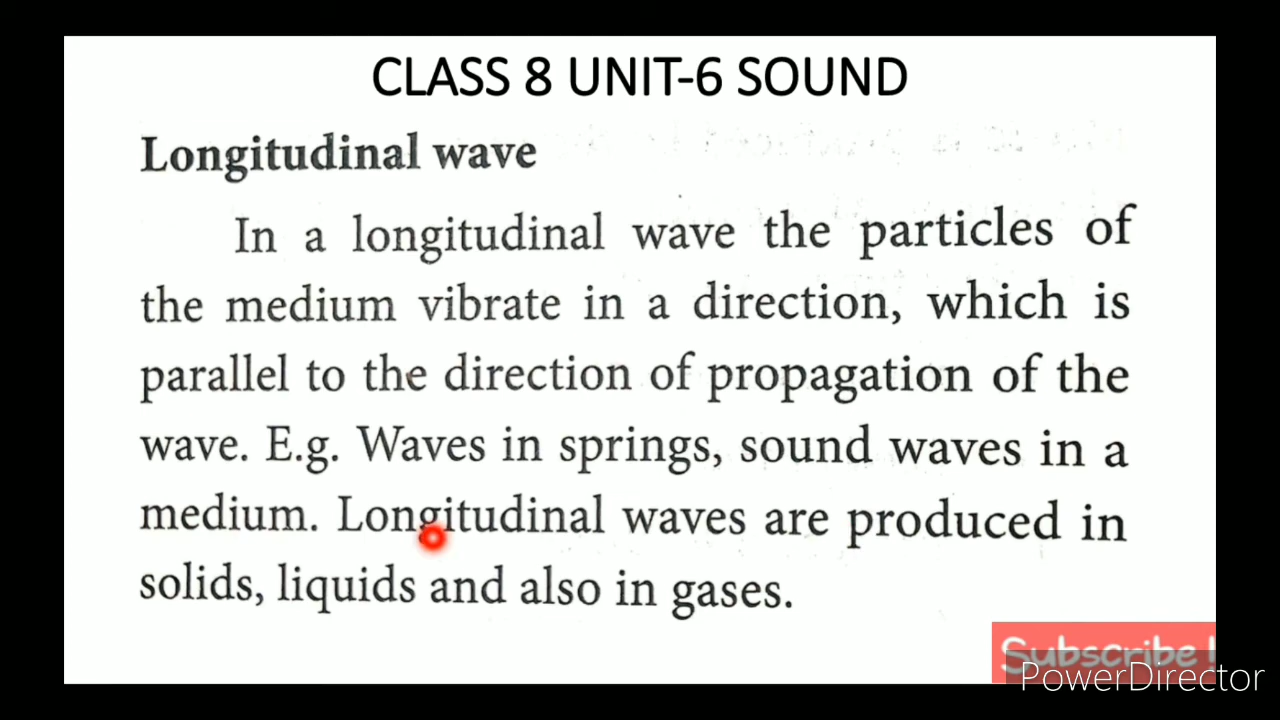 CLASS 8 UNIT-6 SOUND
Longitudinal wave
In a longitudinal wave the particles of
the medium vibrate in a direction, which is
parallel to the direction of propagation of the
wave. E.g. Waves in springs, sound waves in a
medium. Longitudinal waves are produced in
solids, liquids and also in gases.
Subscribe !
PowerDirector